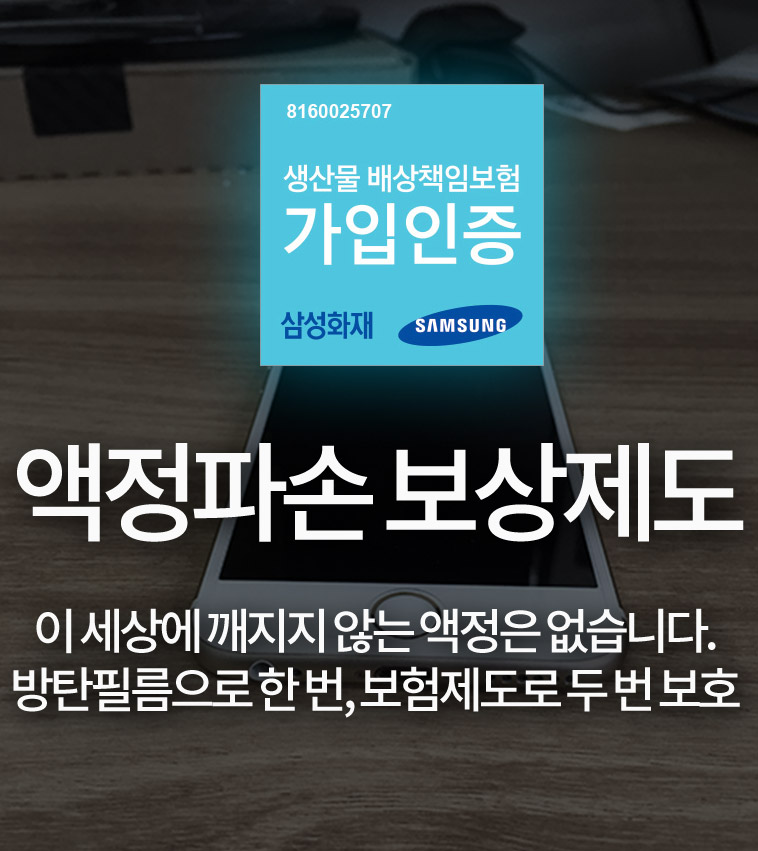 8160025707
생산물 배상책임보험
가입인증
삼성화재 SAMSUNG
액정파손 보상제도
이 세상에 깨지지 않는 액정은 없습니다.
방탄필름으로 한 번, 보험제도로 두 번 보호